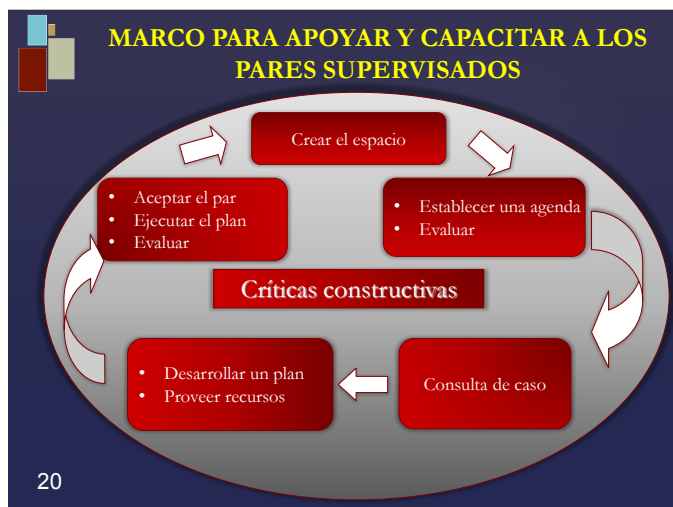 MARCO PARA APOYAR Y CAPACITAR A LOS
PARES SUPERVISADOS
Crear el espacio
• Aceptar el par
• Ejecutar el plan
• Evaluar
• Establecer una agenda
• Evaluar
Críticas constructivas
• Desarrollar un plan
• Proveer recursos
Consulta de caso
20